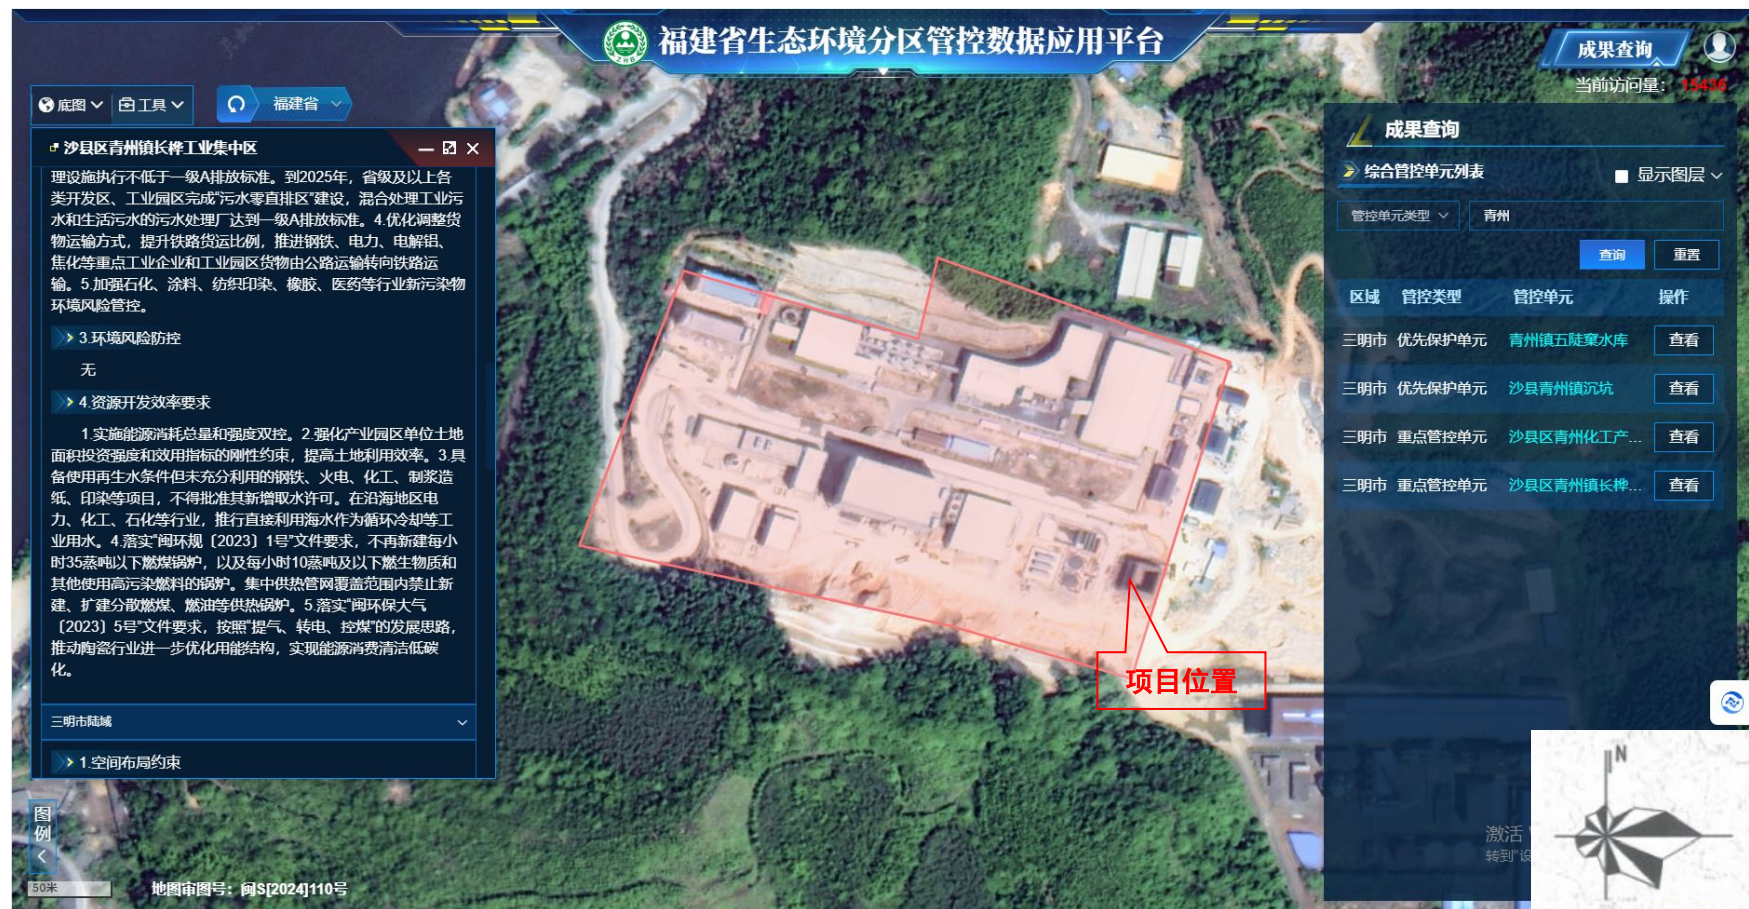 福建省生态环境分区管控数据应用平台
成果查询
当前访问量： 15436
底图 工具 福建省
沙县区青州镇长桦工业集中区
理设施执行不低于一级A排放标准。到2025年，省级及以上各
类开发区、工业园区完成“污水零直排区”建设，混合处理工业污
水和生活污水的污水处理厂达到一级A排放标准。4.优化调整货
物运输方式，提升铁路货运比例，推进钢铁、电力、电解铝、
焦化等重点工业企业和工业园区货物由公路运输转向铁路运
输。5.加强石化、涂料、纺织印染、橡胶、医药等行业新污染物
环境风险管控。
3.环境风险防控
无
4.资源开发效率要求
1.实施能源消耗总量和强度双控。2.强化产业园区单位土地
面积投资强度和效用指标的刚性约束，提高土地利用效率。3.具
备使用再生水条件但未充分利用的钢铁、火电、化工、制浆造
纸、印染等项目，不得批准其新增取水许可。在沿海地区电
力、化工、石化等行业，推行直接利用海水作为循环冷却等工
业用水。4.落实“闽环规〔2023〕1号”文件要求，不再新建每小
时35蒸吨以下燃煤锅炉，以及每小时10蒸吨及以下燃生物质和
其他使用高污染燃料的锅炉。集中供热管网覆盖范围内禁止新
建、扩建分散燃煤、燃油等供热锅炉。5.落实“闽环保大气
〔2023〕5号”文件要求，按照“提气、转电、控煤”的发展思路，
推动陶瓷行业进一步优化用能结构，实现能源消费清洁低碳
化。
三明市陆域
1.空间布局约束
图例
50米
地图审图号：闽S[2024]110号
项目位置
成果查询
综合管控单元列表 显示图层
管控单元类型 青州
查询 重置
区域 管控类型 管控单元 操作
三明市 优先保护单元 青州镇五陡寨水库 查看
三明市 优先保护单元 沙县青州镇沉坑 查看
三明市 重点管控单元 沙县区青州化工产... 查看
三明市 重点管控单元 沙县区青州镇长桦... 查看
激活
转到“设
N